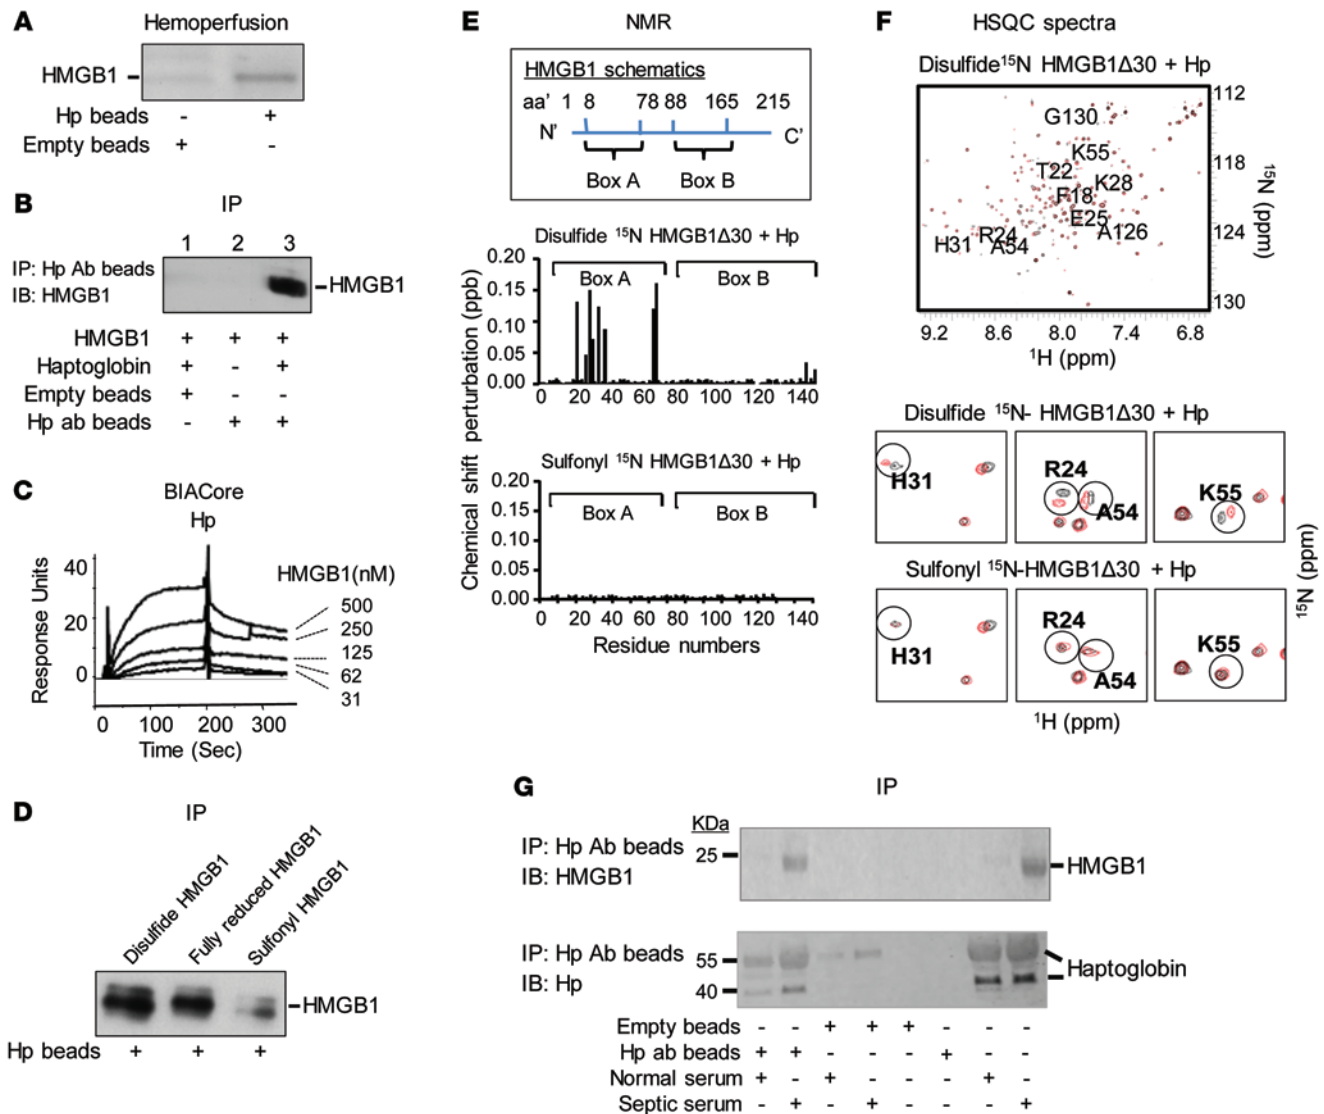 A
Hemoperfusion
HMGB1
Hp beads - +
Empty beads + -
B
IP
1 2 3
IP: Hp Ab beads
IB: HMGB1
HMGB1
HMGB1 + + +
Haptoglobin + - +
Empty beads + - -
Hp ab beads - + +
C
BIACore
Hp
Response Units
40
20
0
HMGB1(nM)
500
250
125
62
31
0 100 200 300
Time (Sec)
D
IP
Disulfide HMGB1
Fully reduced HMGB1
Sulfonyl HMGB1
HMGB1
Hp beads + + +
E
NMR
HMGB1 schematics
aa' 1 8 78 88 165 215
N' C'
Box A Box B
Chemical shift perturbation (ppb)
Disulfide ¹⁵N HMGB1Δ30 + Hp
0.20
0.15
0.10
0.05
0.00
Box A Box B
0 20 40 60 80 100 120 140
Sulfonyl ¹⁵N HMGB1Δ30 + Hp
0.20
0.15
0.10
0.05
0.00
Box A Box B
0 20 40 60 80 100 120 140
Residue numbers
F
HSQC spectra
Disulfide¹⁵N HMGB1Δ30 + Hp
G130
K55
T22
K28
F18
E25
A126
R24
H31
A54
112
118
124
130
¹⁵N (ppm)
9.2 8.6 8.0 7.4 6.8
¹H (ppm)
Disulfide ¹⁵N- HMGB1Δ30 + Hp
H31
R24
A54
K55
Sulfonyl ¹⁵N-HMGB1Δ30 + Hp
H31
R24
A54
K55
¹⁵N (ppm)
¹H (ppm)
G
IP
KDa
IP: Hp Ab beads
IB: HMGB1
25
HMGB1
IP: Hp Ab beads
IB: Hp
55
40
Haptoglobin
Empty beads - - + + + - - -
Hp ab beads + + - - - + - -
Normal serum + - + - - - + -
Septic serum - + - + - - - +